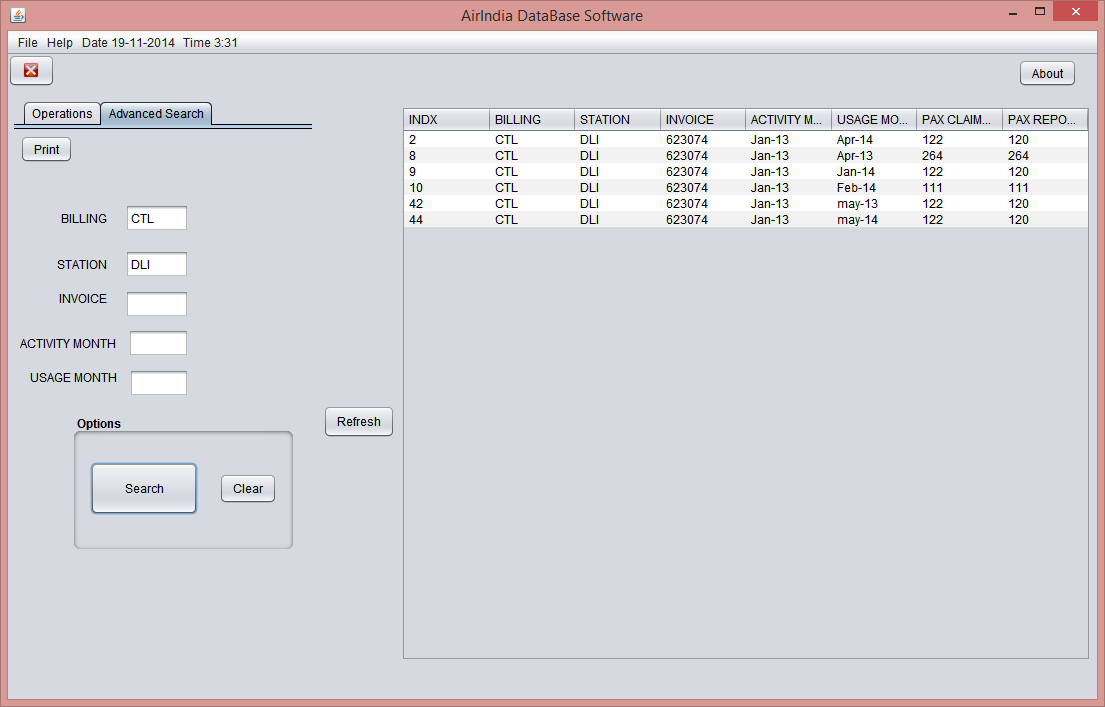 AirIndia DataBase Software
File Help Date 19-11-2014 Time 3:31
About
Operations Advanced Search
Print
BILLING CTL
STATION DLI
INVOICE
ACTIVITY MONTH
USAGE MONTH
Options
Search Clear
Refresh
INDX BILLING STATION INVOICE ACTIVITY M... USAGE MO... PAX CLAIM... PAX REPO...
2 CTL DLI 623074 Jan-13 Apr-14 122 120
8 CTL DLI 623074 Jan-13 Apr-13 264 264
9 CTL DLI 623074 Jan-13 Jan-14 122 120
10 CTL DLI 623074 Jan-13 Feb-14 111 111
42 CTL DLI 623074 Jan-13 may-13 122 120
44 CTL DLI 623074 Jan-13 may-14 122 120